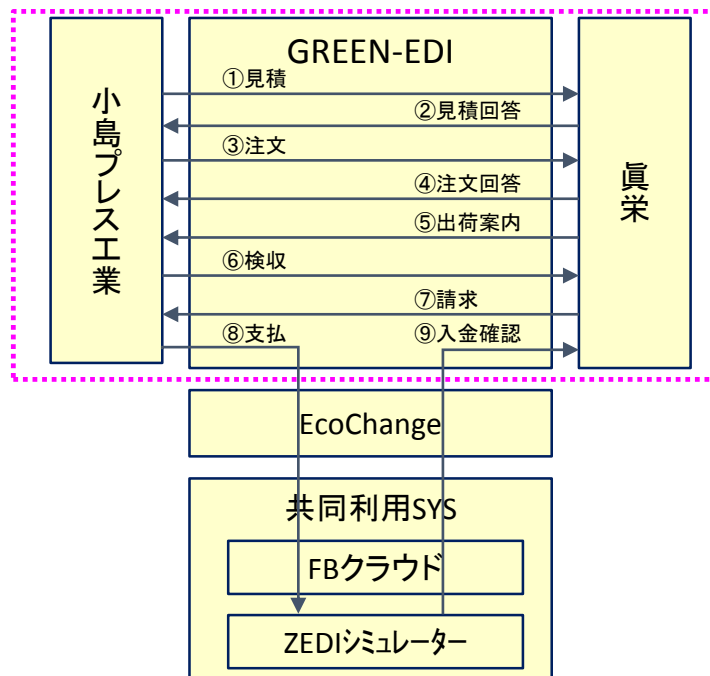 GREEN-EDI
小島プレス工業
眞栄
①見積
②見積回答
③注文
④注文回答
⑤出荷案内
⑥検収
⑦請求
⑧支払
⑨入金確認
EcoChange
共同利用SYS
FBクラウド
ZEDIシミュレーター